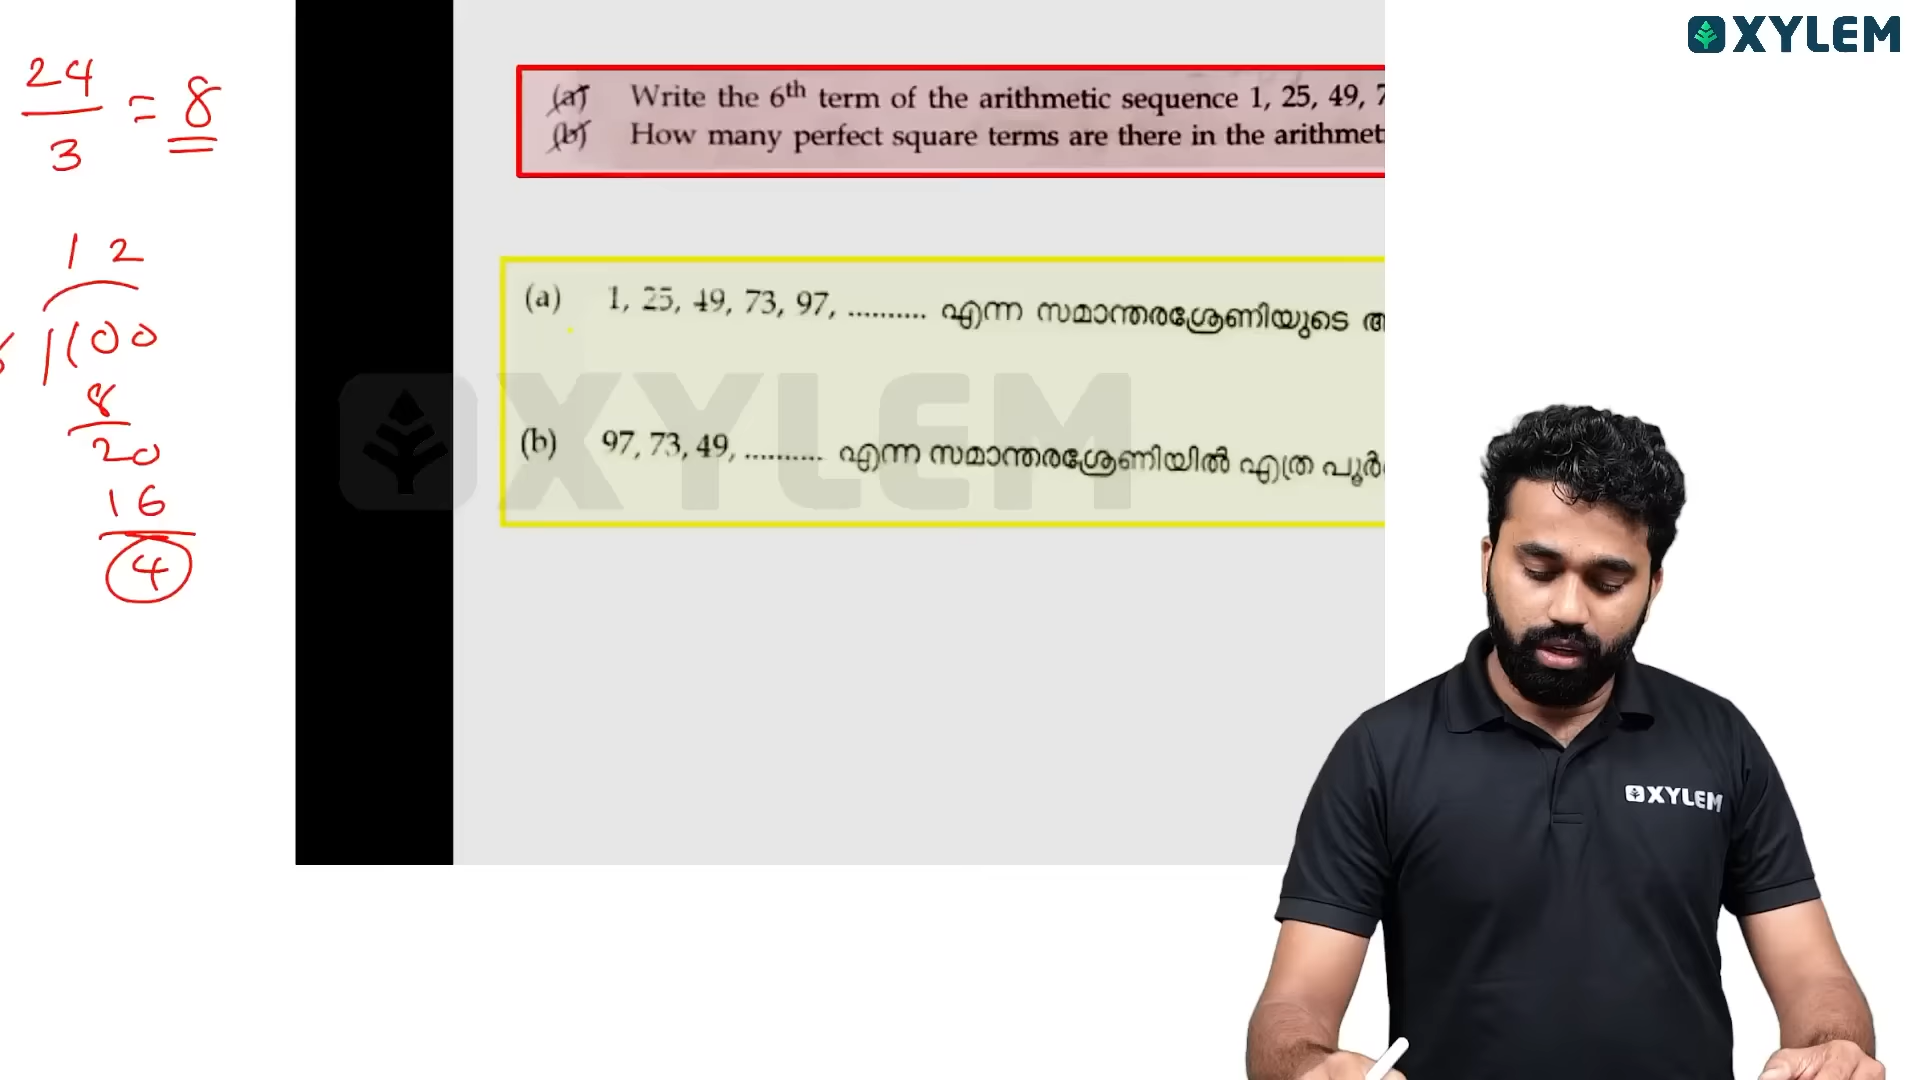 XYLEM
24
3
= 8
12
100
8
20
16
4
(a) Write the 6th term of the arithmetic sequence 1, 25, 49,
(b) How many perfect square terms are there in the
(a) 1, 25, 49, 73, 97, .......... എന്ന സമാന്തരശ്രേണിയുടെ
(b) 97, 73, 49, .......... എന്ന സമാന്തരശ്രേണിയിൽ എത്ര
XYLEM
XYLEM